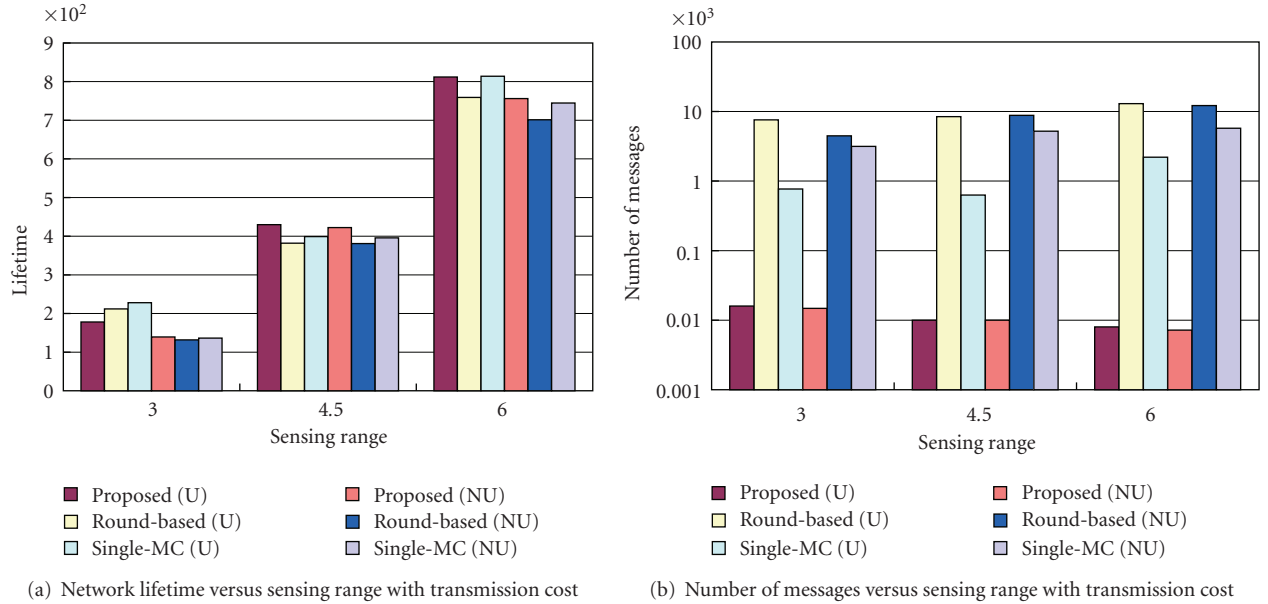 ×10²
9
8
7
6
5
4
3
2
1
0
Lifetime
3 4.5 6
Sensing range
Proposed (U) Proposed (NU)
Round-based (U) Round-based (NU)
Single-MC (U) Single-MC (NU)
(a) Network lifetime versus sensing range with transmission cost
×10³
100
10
1
0.1
0.01
0.001
Number of messages
3 4.5 6
Sensing range
Proposed (U) Proposed (NU)
Round-based (U) Round-based (NU)
Single-MC (U) Single-MC (NU)
(b) Number of messages versus sensing range with transmission cost